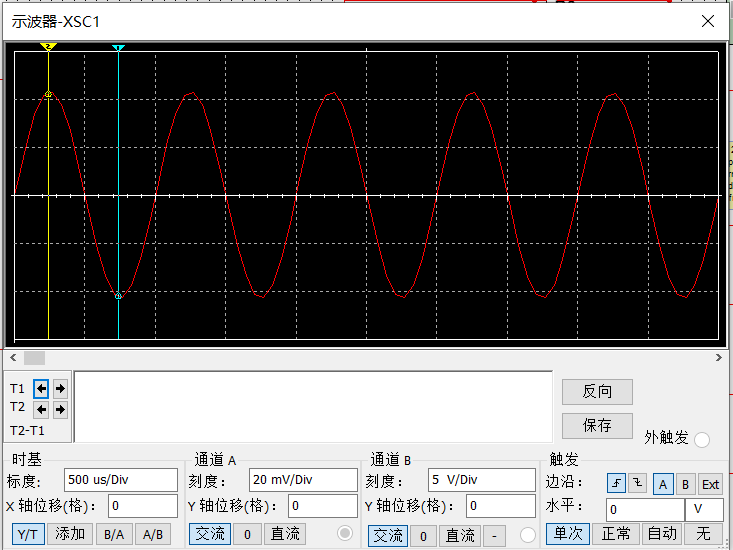 示波器-XSC1
2
1
T1
T2
T2-T1
反向
保存
外触发
时基
标度: 500 us/Div
X 轴位移(格): 0
Y/T 添加 B/A A/B
通道 A
刻度: 20 mV/Div
Y 轴位移(格): 0
交流 0 直流
通道 B
刻度: 5 V/Div
Y 轴位移(格): 0
交流 0 直流 -
触发
边沿: A B Ext
水平: 0 V
单次 正常 自动 无